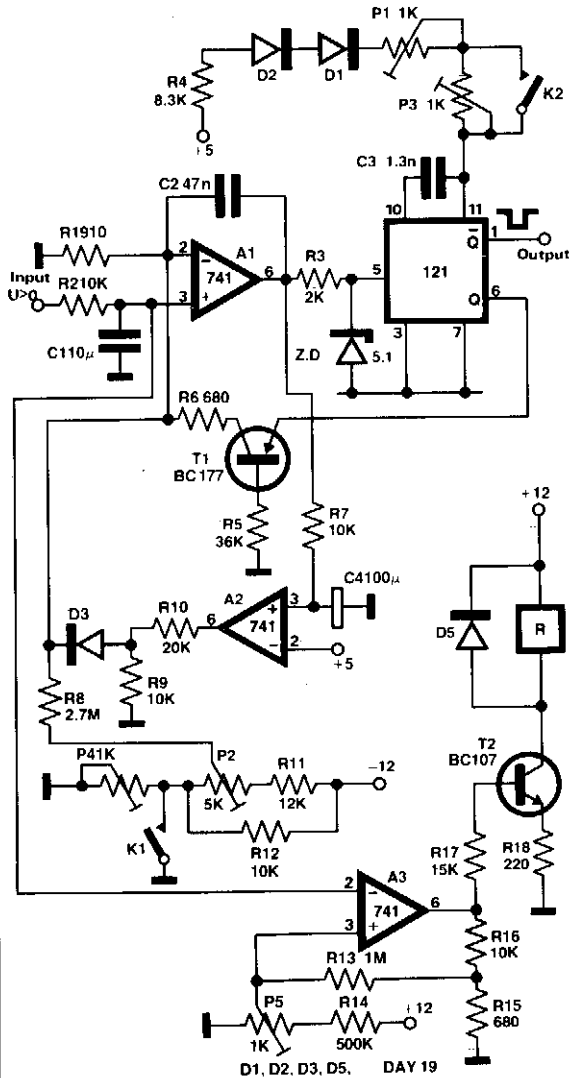 P1 1K
R4
8.3K
D2
D1
P3 1K
K2
+5
C3 1.3n
C2 47n
10
11
R1910
2
−
A1
741
6
R3
2K
5
121
Q̅
1
Output
Input
U>0
R210K
3
+
Q
6
C110μ
Z.D
5.1
3
7
R6 680
T1
BC177
R5
36K
R7
10K
+12
C4100μ
D3
R10
20K
6
A2
741
+
3
−
2
+5
D5
R
R9
10K
R8
2.7M
P41K
P2
5K
R11
12K
−12
T2
BC107
K1
R12
10K
R17
15K
R18
220
A3
2
−
741
6
3
+
R16
10K
R13 1M
P5
1K
R14
500K
+12
R15
680
D1, D2, D3, D5, DAY 19